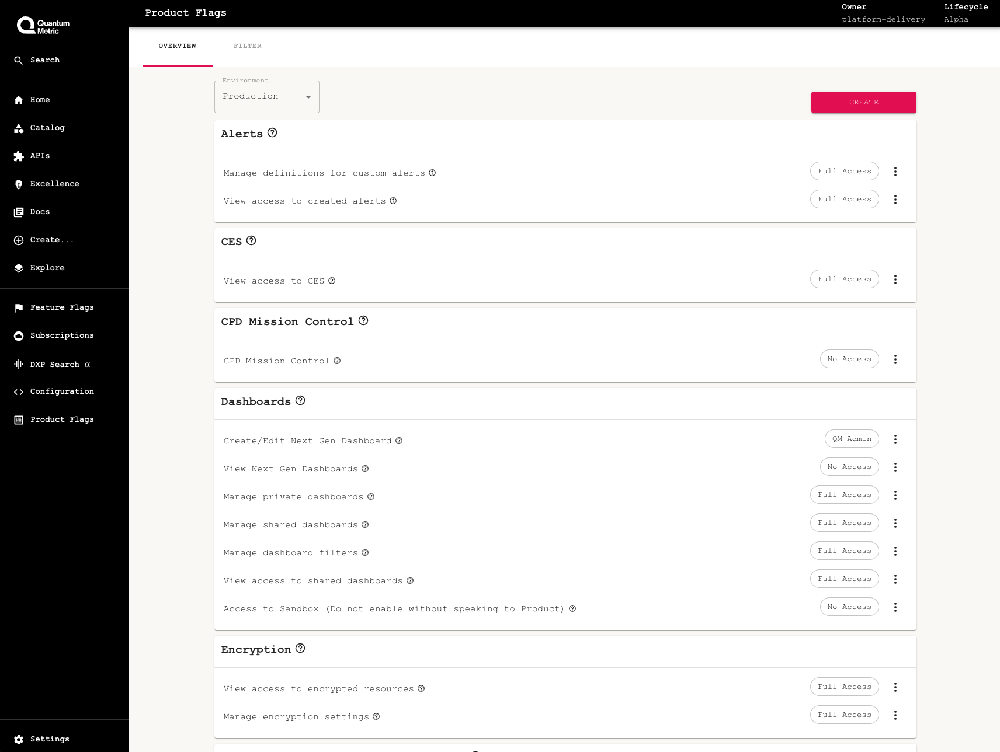 Quantum
Metric
Search
Home
Catalog
APIs
Excellence
Docs
Create...
Explore
Feature Flags
Subscriptions
DXP Search α
Configuration
Product Flags
Settings
Product Flags
Owner
platform-delivery
Lifecycle
Alpha
OVERVIEW
FILTER
Environment
Production
CREATE
Alerts
Manage definitions for custom alerts
Full Access
View access to created alerts
Full Access
CES
View access to CES
Full Access
CPD Mission Control
CPD Mission Control
No Access
Dashboards
Create/Edit Next Gen Dashboard
QM Admin
View Next Gen Dashboards
No Access
Manage private dashboards
Full Access
Manage shared dashboards
Full Access
Manage dashboard filters
Full Access
View access to shared dashboards
Full Access
Access to Sandbox (Do not enable without speaking to Product)
No Access
Encryption
View access to encrypted resources
Full Access
Manage encryption settings
Full Access